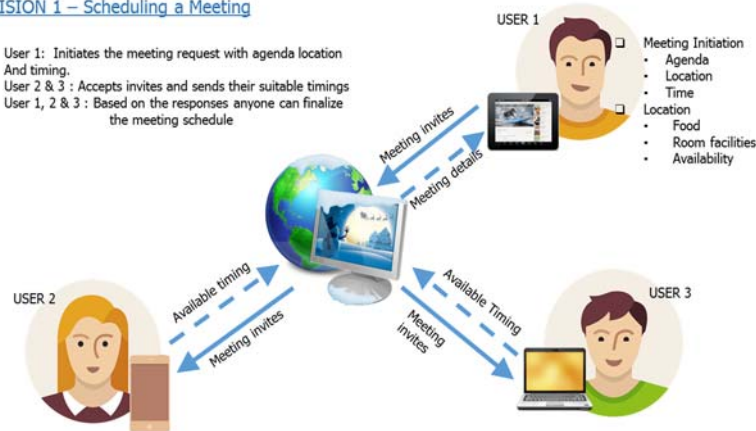 ISION 1 – Scheduling a Meeting
User 1: Initiates the meeting request with agenda location
And timing.
User 2 & 3 : Accepts invites and sends their suitable timings
User 1, 2 & 3 : Based on the responses anyone can finalize
the meeting schedule
USER 1
Meeting Initiation
Agenda
Location
Time
Location
Food
Room facilities
Availability
Meeting invites
Meeting details
USER 2
Available timing
Meeting invites
Available Timing
Meeting
invites
USER 3